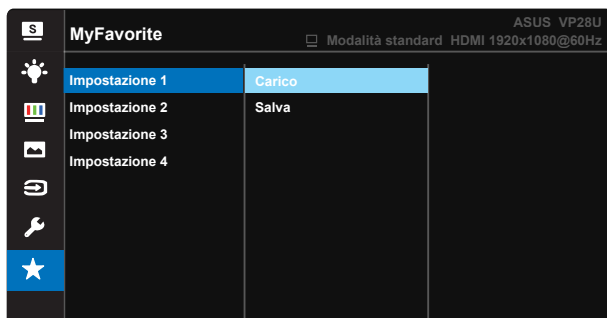 S
MyFavorite
ASUS VP28U
Modalità standard HDMI 1920x1080@60Hz
Impostazione 1
Carico
Impostazione 2
Salva
Impostazione 3
Impostazione 4